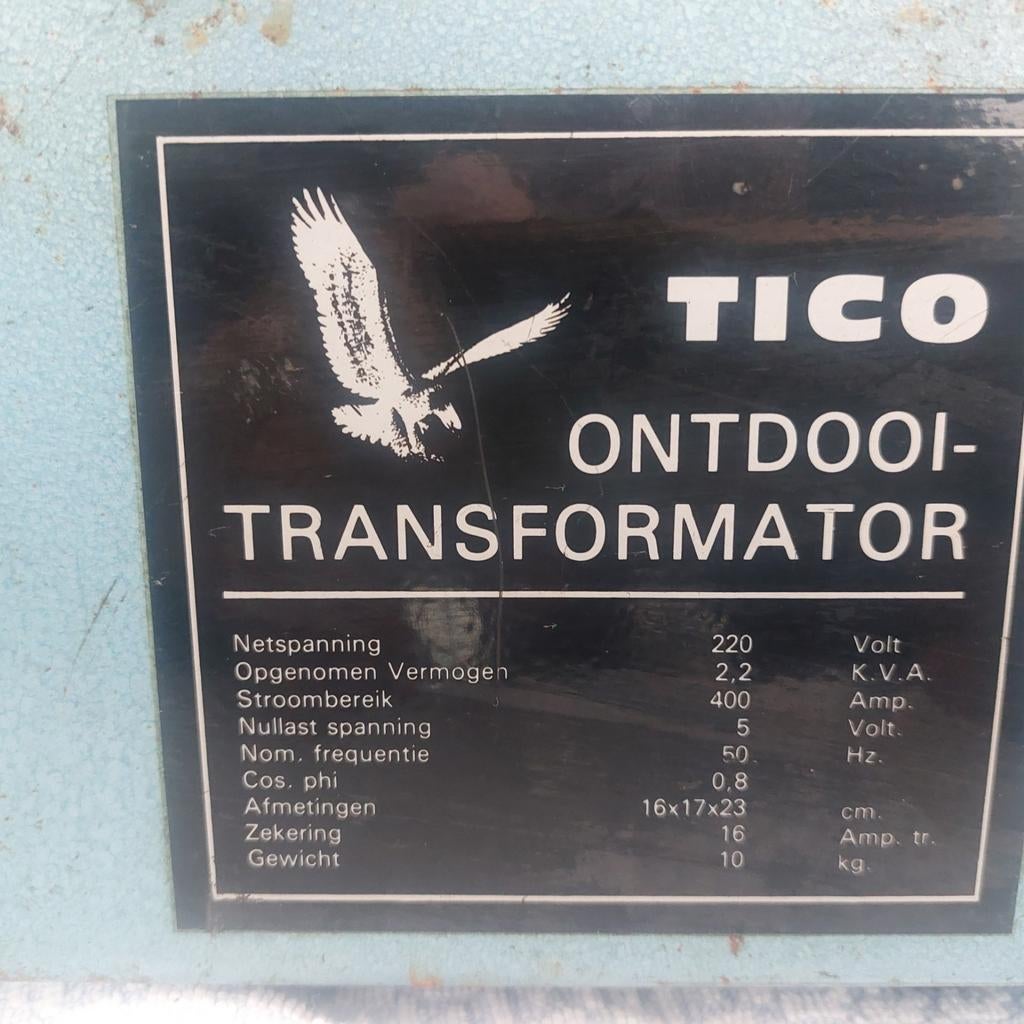 TICO
ONTDOOI-
TRANSFORMATOR
Netspanning 220 Volt
Opgenomen Vermogen 2,2 K.V.A.
Stroombereik 400 Amp.
Nullast spanning 5 Volt.
Nom. frequentie 50. Hz.
Cos. phi 0,8
Afmetingen 16x17x23 cm.
Zekering 16 Amp. tr.
Gewicht 10 kg.